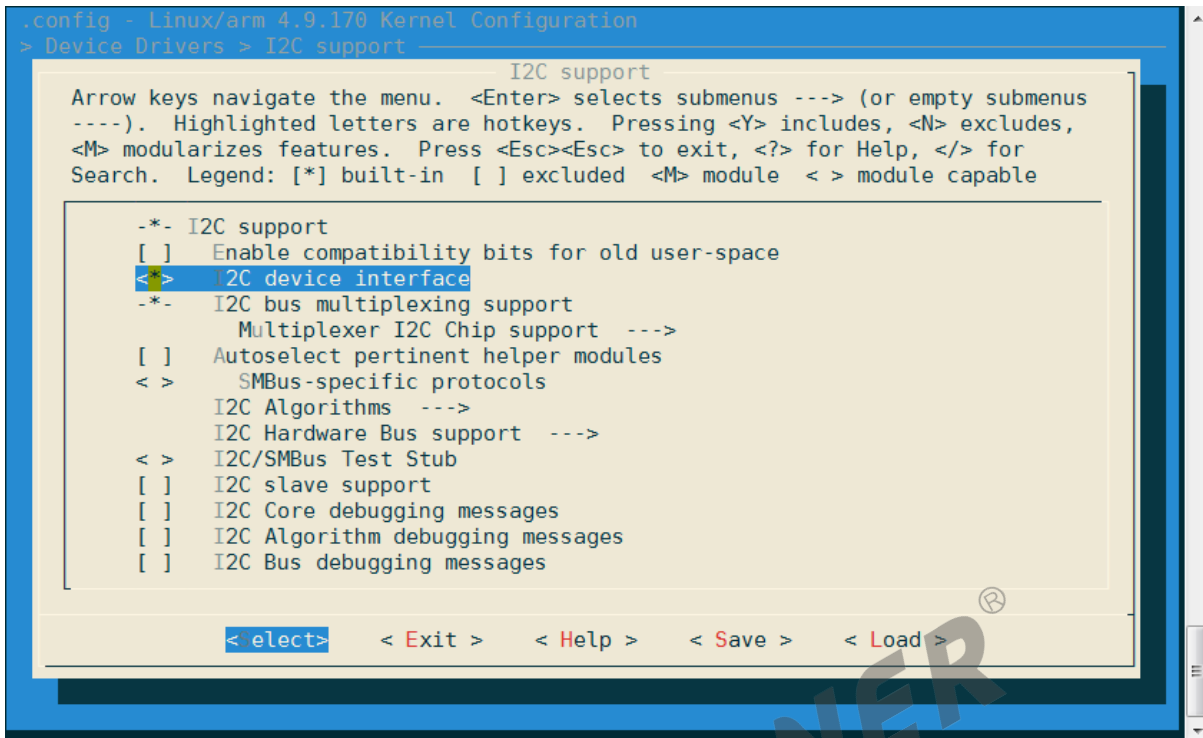 .config - Linux/arm 4.9.170 Kernel Configuration
> Device Drivers > I2C support
I2C support
Arrow keys navigate the menu.  <Enter> selects submenus ---> (or empty submenus
----).  Highlighted letters are hotkeys.  Pressing <Y> includes, <N> excludes,
<M> modularizes features.  Press <Esc><Esc> to exit, <?> for Help, </> for
Search.  Legend: [*] built-in  [ ] excluded  <M> module  < > module capable
-*- I2C support
[ ]   Enable compatibility bits for old user-space
<*>   I2C device interface
-*-   I2C bus multiplexing support
Multiplexer I2C Chip support  --->
[ ]   Autoselect pertinent helper modules
< >     SMBus-specific protocols
I2C Algorithms  --->
I2C Hardware Bus support  --->
< >   I2C/SMBus Test Stub
[ ]   I2C slave support
[ ]   I2C Core debugging messages
[ ]   I2C Algorithm debugging messages
[ ]   I2C Bus debugging messages
<Select>    < Exit >    < Help >    < Save >    < Load >
®